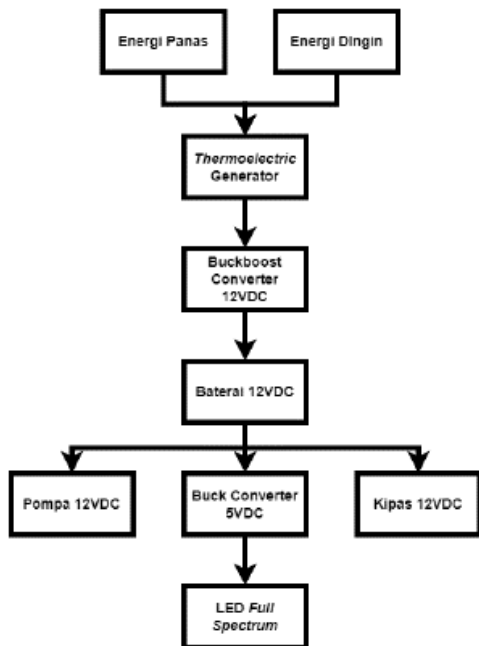 Energi Panas
Energi Dingin
Thermoelectric
Generator
Buckboost
Converter
12VDC
Baterai 12VDC
Pompa 12VDC
Buck Converter
5VDC
Kipas 12VDC
LED Full
Spectrum